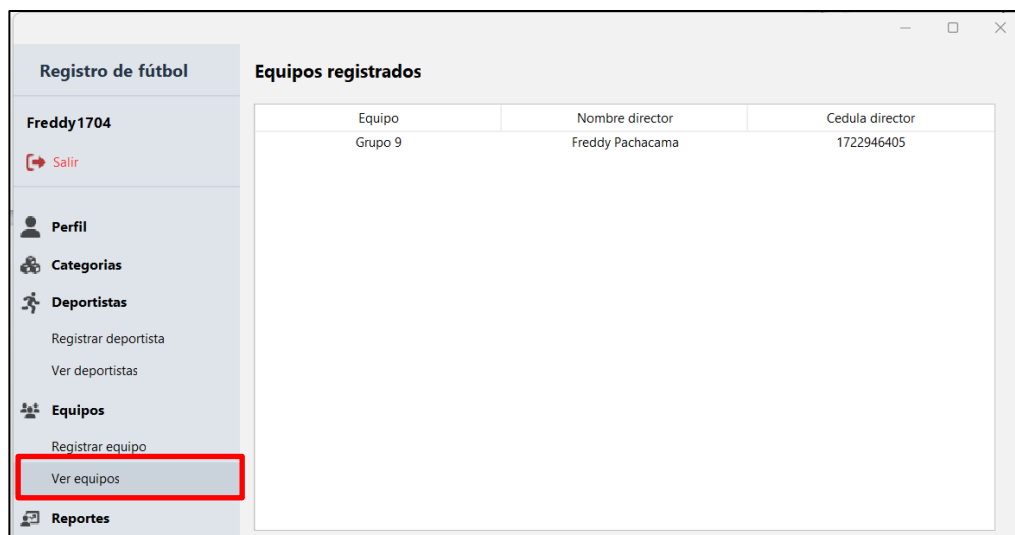 Registro de fútbol
Freddy1704
Salir
Perfil
Categorias
Deportistas
Registrar deportista
Ver deportistas
Equipos
Registrar equipo
Ver equipos
Reportes
Equipos registrados
Equipo Nombre director Cedula director
Grupo 9 Freddy Pachacama 1722946405